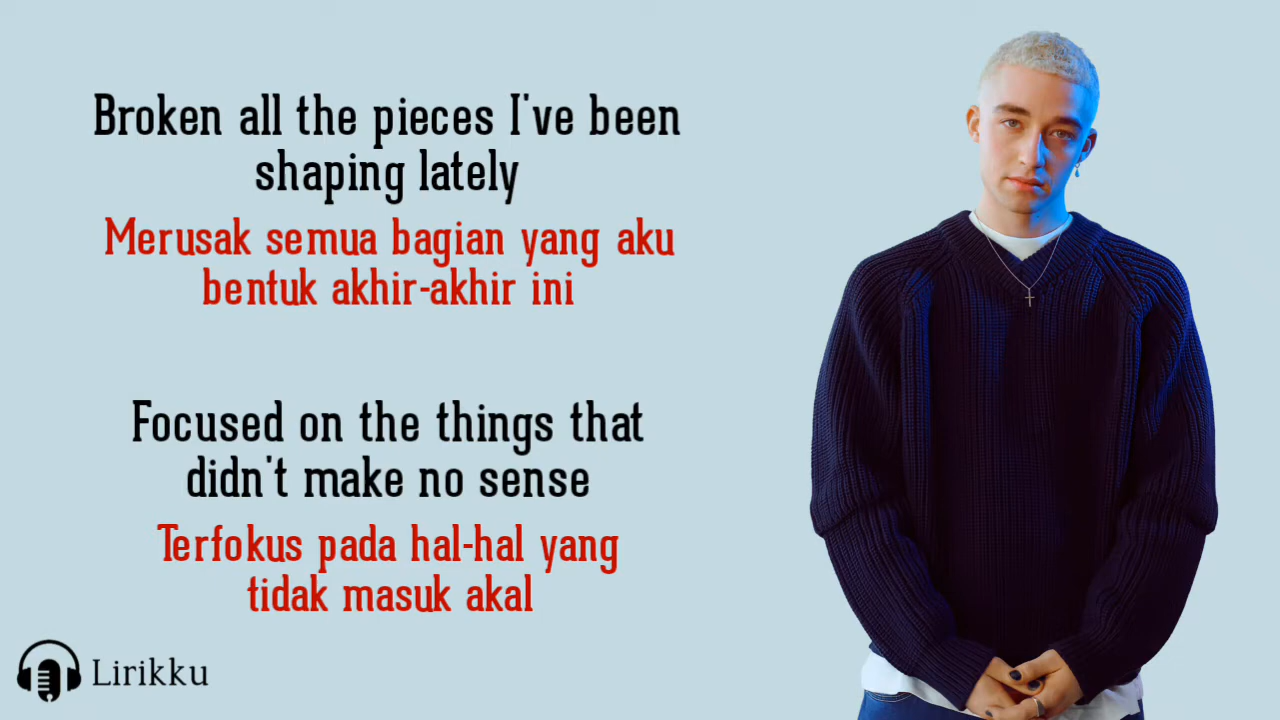 Broken all the pieces I've been
shaping lately
Merusak semua bagian yang aku
bentuk akhir-akhir ini
Focused on the things that
didn't make no sense
Terfokus pada hal-hal yang
tidak masuk akal
Lirikku